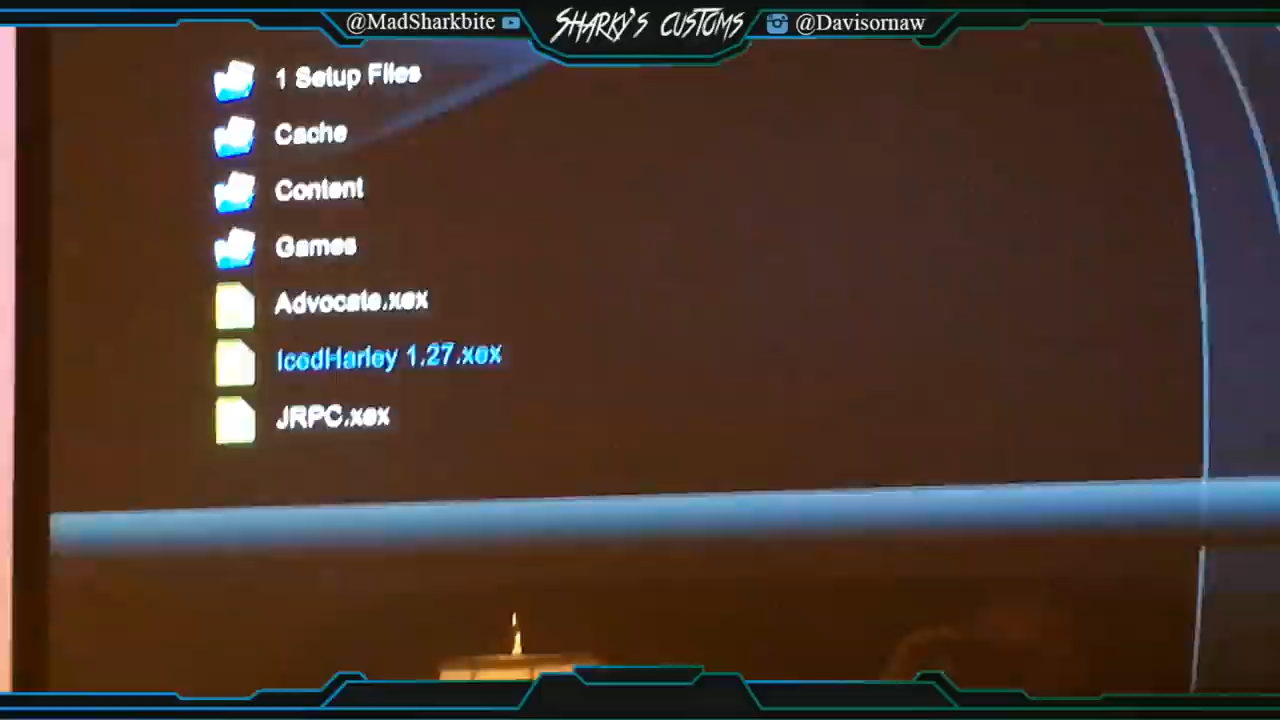 @MadSharkbite SHARKY'S CUSTOMS @Davisornaw
1 Setup Files
Cache
Content
Games
Advocate.xex
IcedHarley 1.27.xex
JRPC.xex